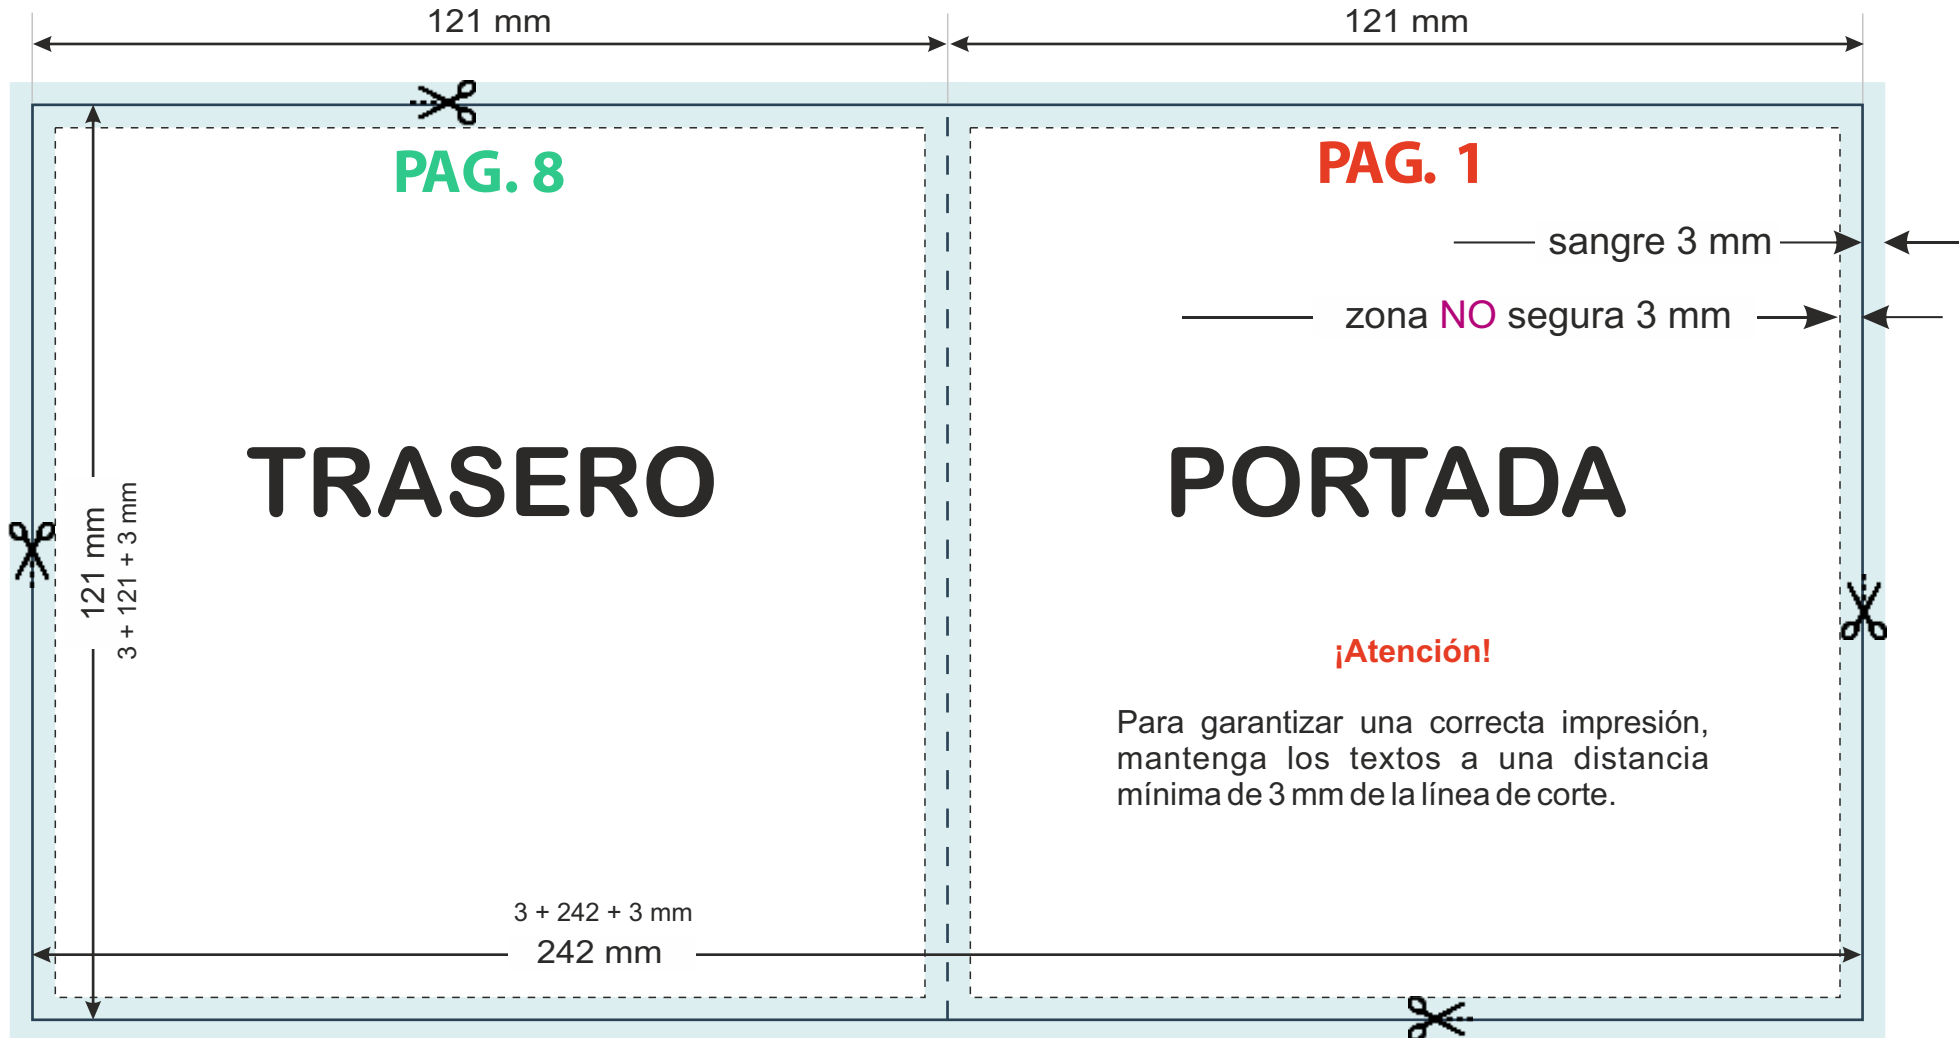 121 mm
121 mm
PAG. 8
PAG. 1
sangre 3 mm
zona NO segura 3 mm
TRASERO
PORTADA
121 mm
3 + 121 + 3 mm
¡Atención!
Para garantizar una correcta impresión,
mantenga los textos a una distancia
mínima de 3 mm de la línea de corte.
3 + 242 + 3 mm
242 mm